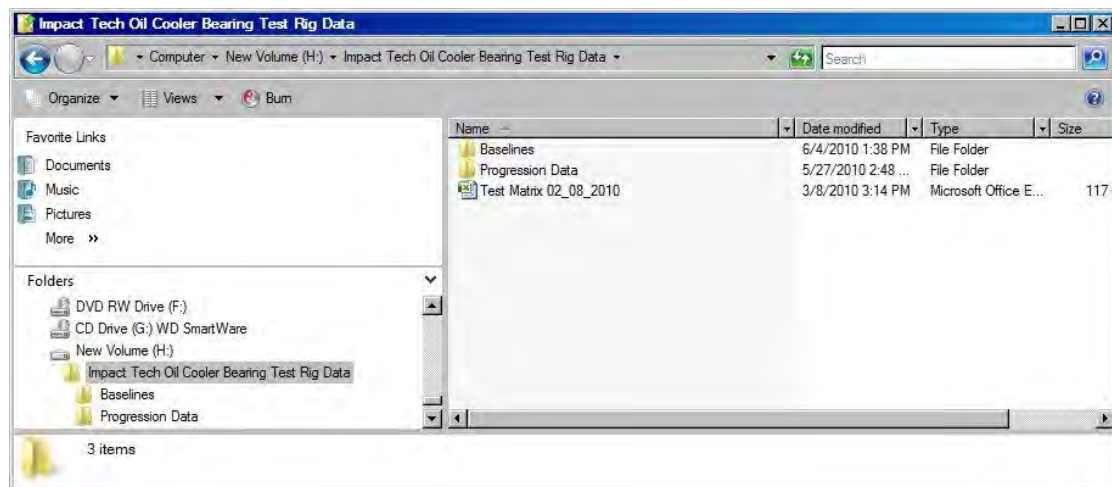 Impact Tech Oil Cooler Bearing Test Rig Data
Computer New Volume (H:) Impact Tech Oil Cooler Bearing Test Rig Data
Search
Organize Views Burn
Favorite Links
Documents
Music
Pictures
More »
Folders
DVD RW Drive (F:)
CD Drive (G:) WD SmartWare
New Volume (H:)
Impact Tech Oil Cooler Bearing Test Rig Data
Baselines
Progression Data
Name Date modified Type Size
Baselines 6/4/2010 1:38 PM File Folder
Progression Data 5/27/2010 2:48 ... File Folder
Test Matrix 02_08_2010 3/8/2010 3:14 PM Microsoft Office E... 117
3 items